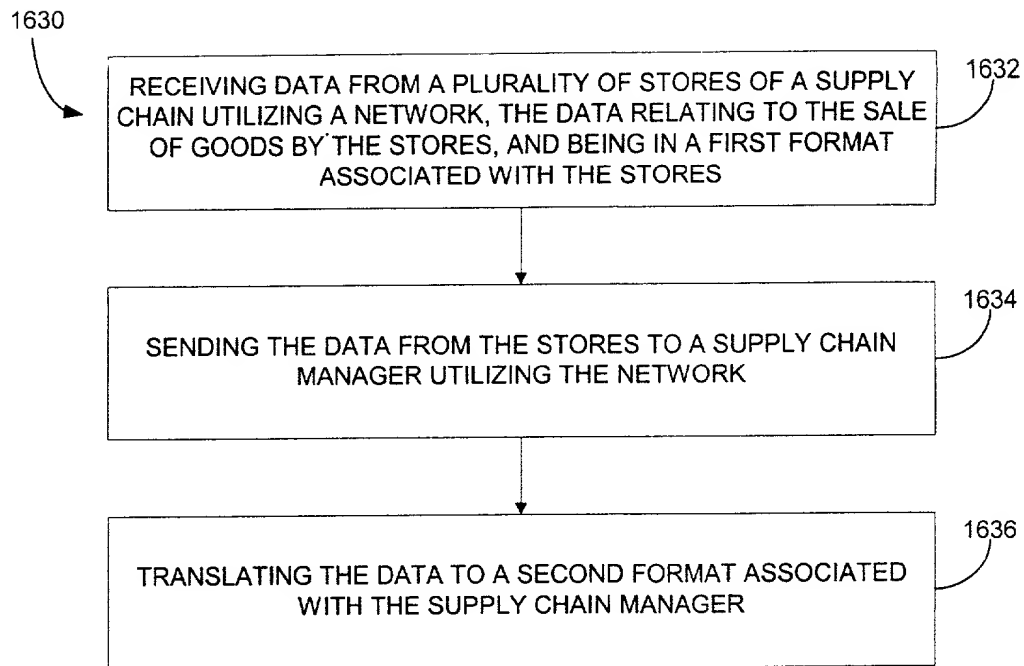 1630
RECEIVING DATA FROM A PLURALITY OF STORES OF A SUPPLY
CHAIN UTILIZING A NETWORK, THE DATA RELATING TO THE SALE
OF GOODS BY THE STORES, AND BEING IN A FIRST FORMAT
ASSOCIATED WITH THE STORES
1632
SENDING THE DATA FROM THE STORES TO A SUPPLY CHAIN
MANAGER UTILIZING THE NETWORK
1634
TRANSLATING THE DATA TO A SECOND FORMAT ASSOCIATED
WITH THE SUPPLY CHAIN MANAGER
1636